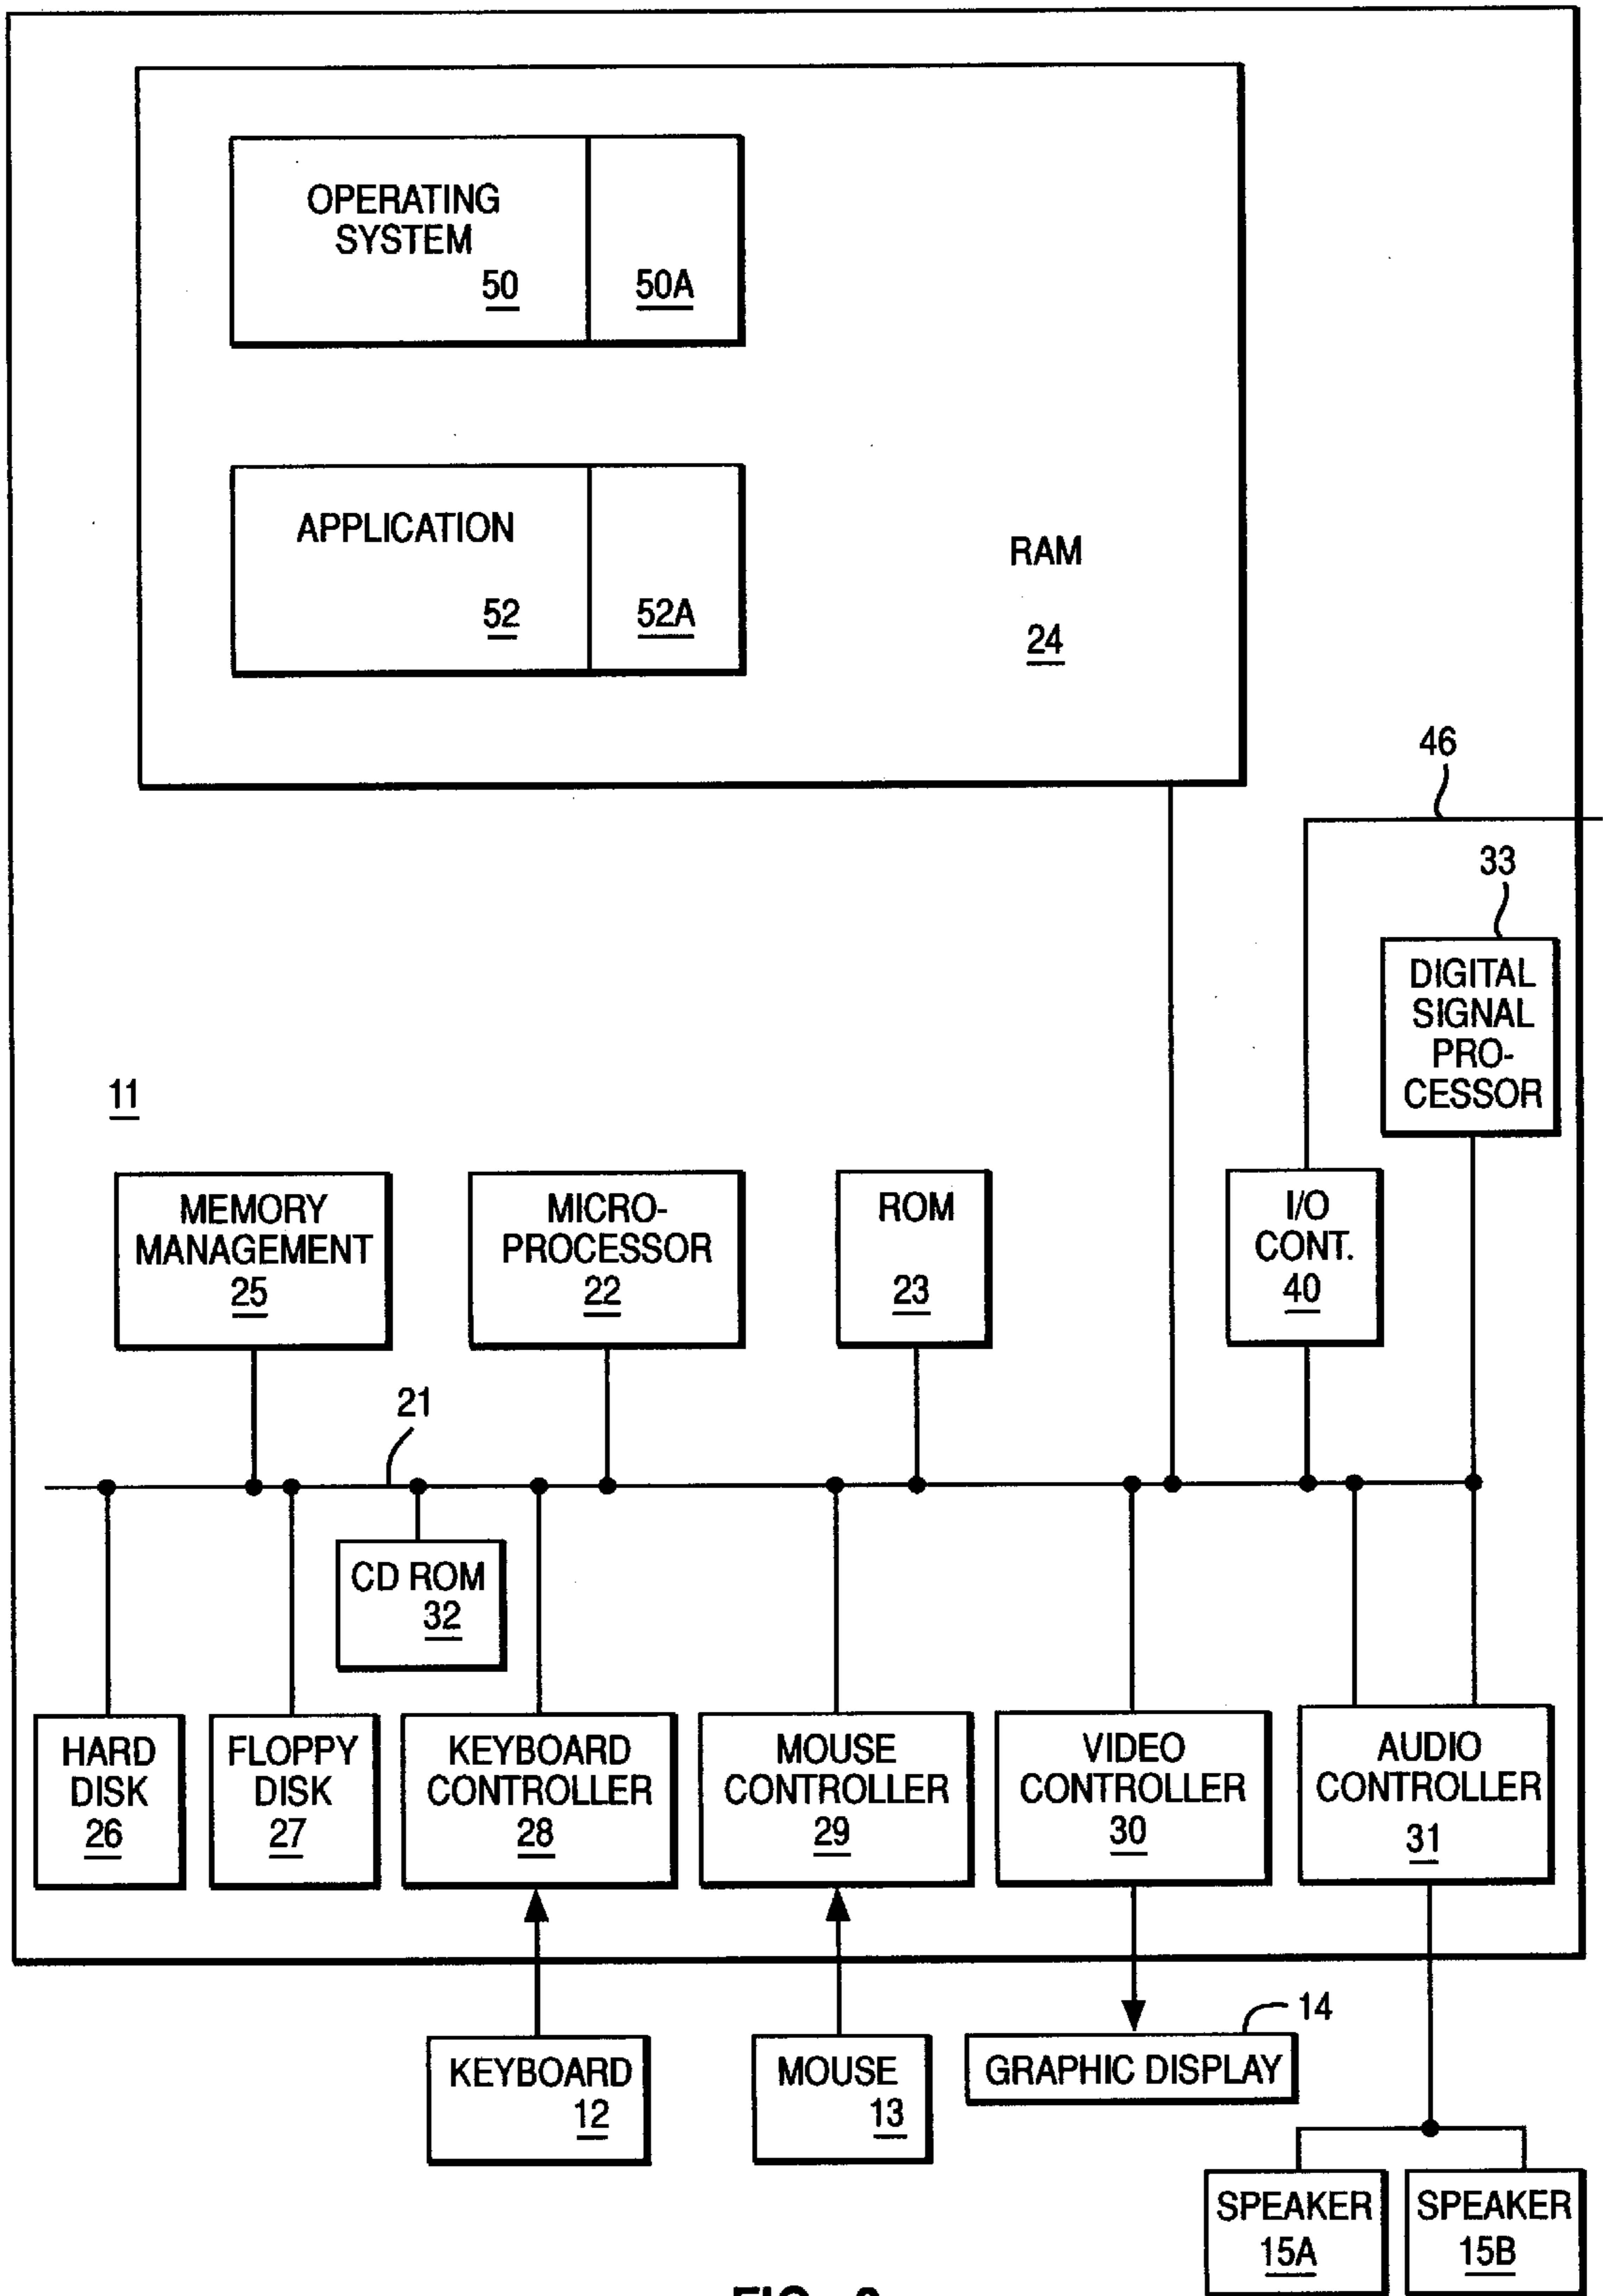 OPERATING
SYSTEM
50
50A
APPLICATION
52
52A
RAM
24
46
33
DIGITAL
SIGNAL
PRO-
CESSOR
11
MEMORY
MANAGEMENT
25
MICRO-
PROCESSOR
22
ROM
23
I/O
CONT.
40
21
CD ROM
32
HARD
DISK
26
FLOPPY
DISK
27
KEYBOARD
CONTROLLER
28
MOUSE
CONTROLLER
29
VIDEO
CONTROLLER
30
AUDIO
CONTROLLER
31
KEYBOARD
12
MOUSE
13
14
GRAPHIC DISPLAY
SPEAKER
15A
SPEAKER
15B